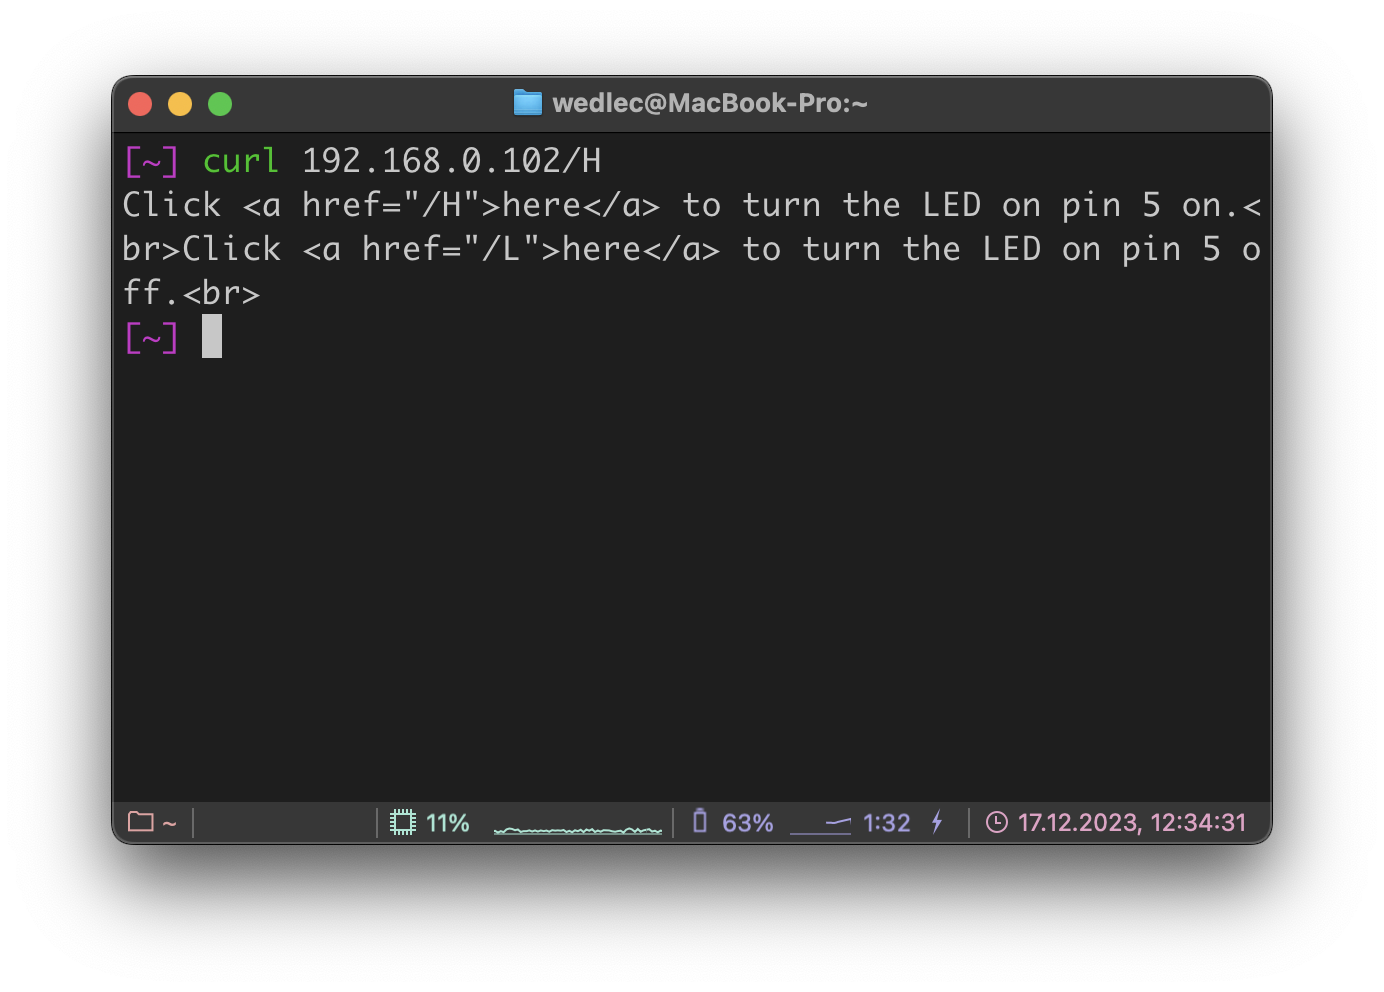 wedlec@MacBook-Pro:~
[~] curl 192.168.0.102/H
Click <a href="/H">here</a> to turn the LED on pin 5 on.<
br>Click <a href="/L">here</a> to turn the LED on pin 5 o
ff.<br>
[~]
~ 11% 63% 1:32 17.12.2023, 12:34:31